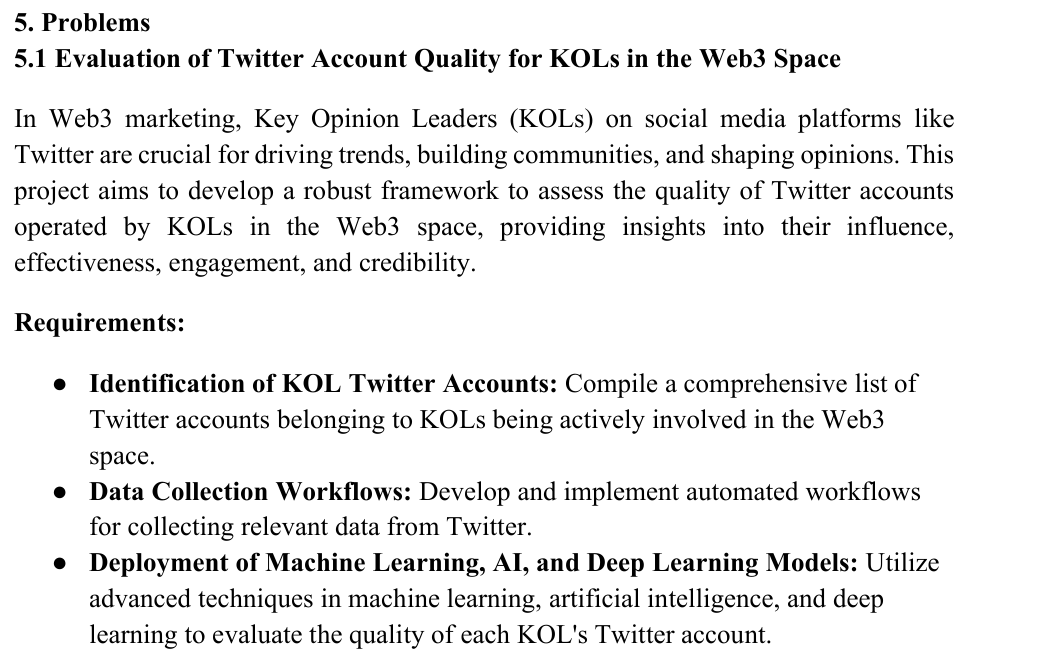 5. Problems
5.1 Evaluation of Twitter Account Quality for KOLs in the Web3 Space
In Web3 marketing, Key Opinion Leaders (KOLs) on social media platforms like
Twitter are crucial for driving trends, building communities, and shaping opinions. This
project aims to develop a robust framework to assess the quality of Twitter accounts
operated by KOLs in the Web3 space, providing insights into their influence,
effectiveness, engagement, and credibility.
Requirements:
● Identification of KOL Twitter Accounts: Compile a comprehensive list of
Twitter accounts belonging to KOLs being actively involved in the Web3
space.
● Data Collection Workflows: Develop and implement automated workflows
for collecting relevant data from Twitter.
● Deployment of Machine Learning, AI, and Deep Learning Models: Utilize
advanced techniques in machine learning, artificial intelligence, and deep
learning to evaluate the quality of each KOL's Twitter account.